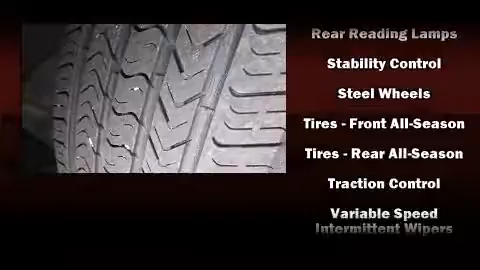 Rear Reading Lamps
Stability Control
Steel Wheels
Tires - Front All-Season
Tires - Rear All-Season
Traction Control
Variable Speed
Intermittent Wipers